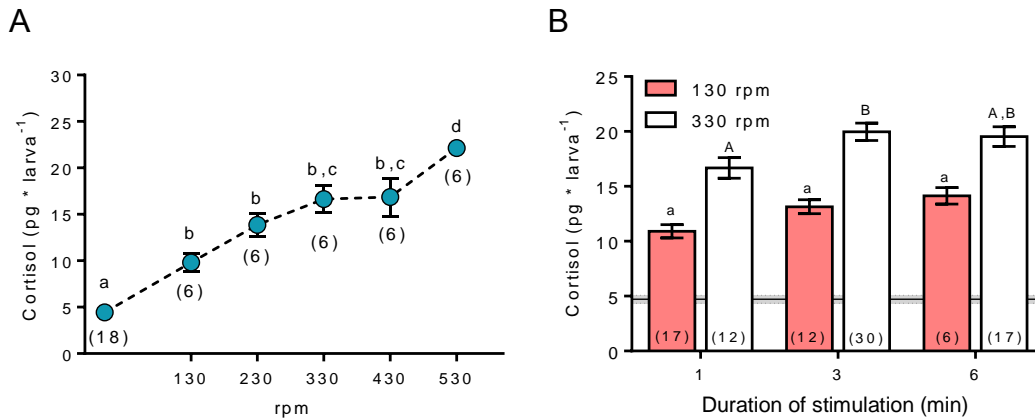 A
Cortisol (pg * larva-1)
30
25
20
15
10
5
0
a
b
b
b,c
b,c
d
(18)
(6)
(6)
(6)
(6)
(6)
130 230 330 430 530
rpm
B
Cortisol (pg * larva-1)
25
20
15
10
5
0
130 rpm
330 rpm
a
A
a
B
a
A,B
(17) (12) (12) (30) (6) (17)
1 3 6
Duration of stimulation (min)